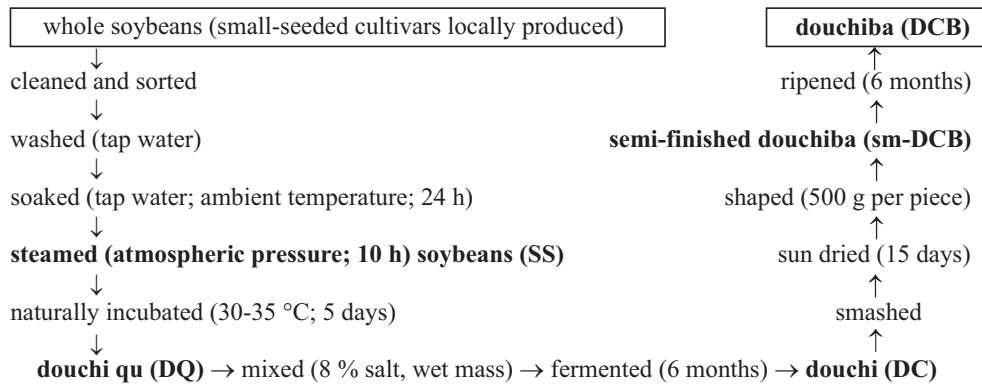 whole soybeans (small-seeded cultivars locally produced)
↓
cleaned and sorted
↓
washed (tap water)
↓
soaked (tap water; ambient temperature; 24 h)
↓
steamed (atmospheric pressure; 10 h) soybeans (SS)
↓
naturally incubated (30-35 °C; 5 days)
↓
douchi qu (DQ) → mixed (8 % salt, wet mass) → fermented (6 months) → douchi (DC)
↑
smashed
↑
sun dried (15 days)
↑
shaped (500 g per piece)
↑
semi-finished douchiba (sm-DCB)
↑
ripened (6 months)
↑
douchiba (DCB)